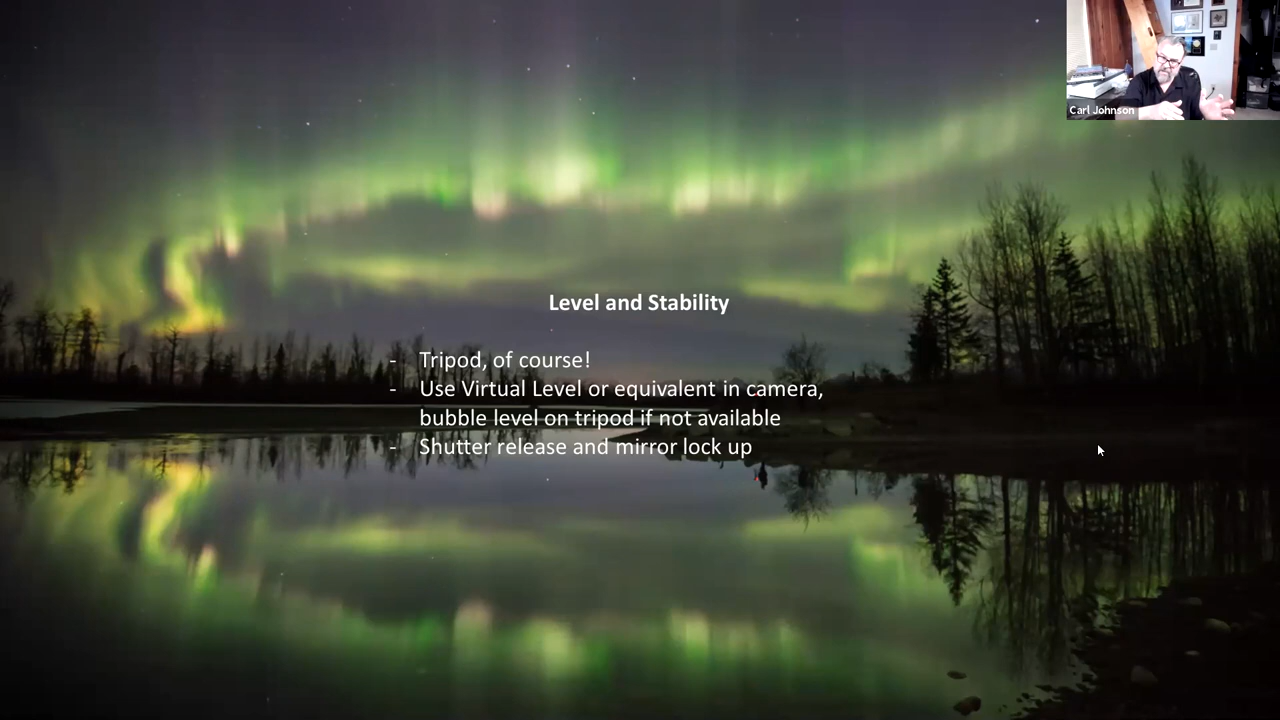 Carl Johnson
Level and Stability
- Tripod, of course!
- Use Virtual Level or equivalent in camera,
bubble level on tripod if not available
- Shutter release and mirror lock up